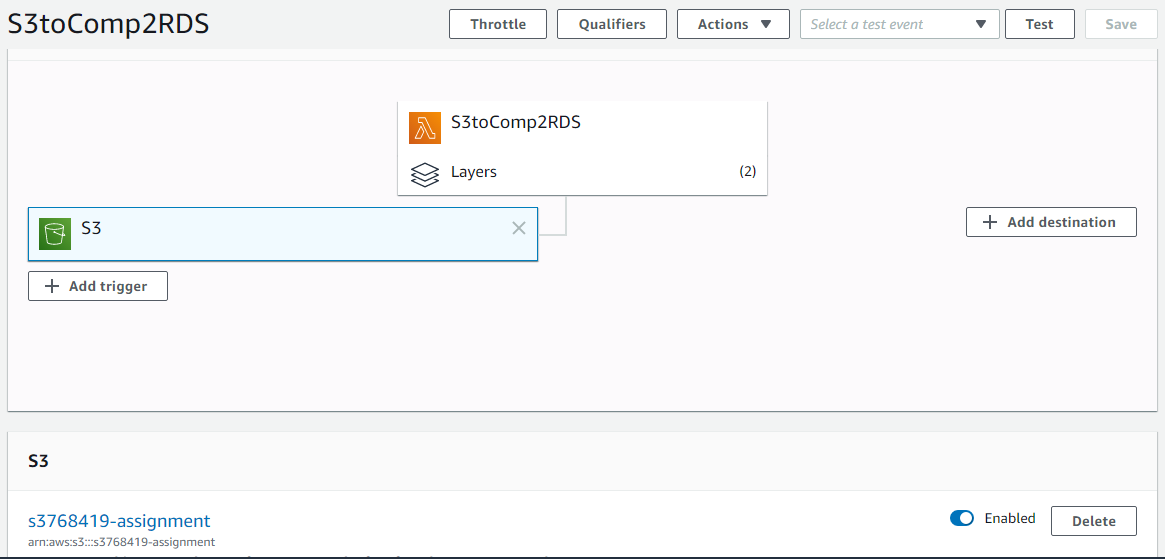 S3toComp2RDS
Throttle
Qualifiers
Actions
Select a test event
Test
Save
S3toComp2RDS
Layers
(2)
S3
Add destination
Add trigger
S3
s3768419-assignment
Enabled
Delete
arn:aws:s3:::s3768419-assignment